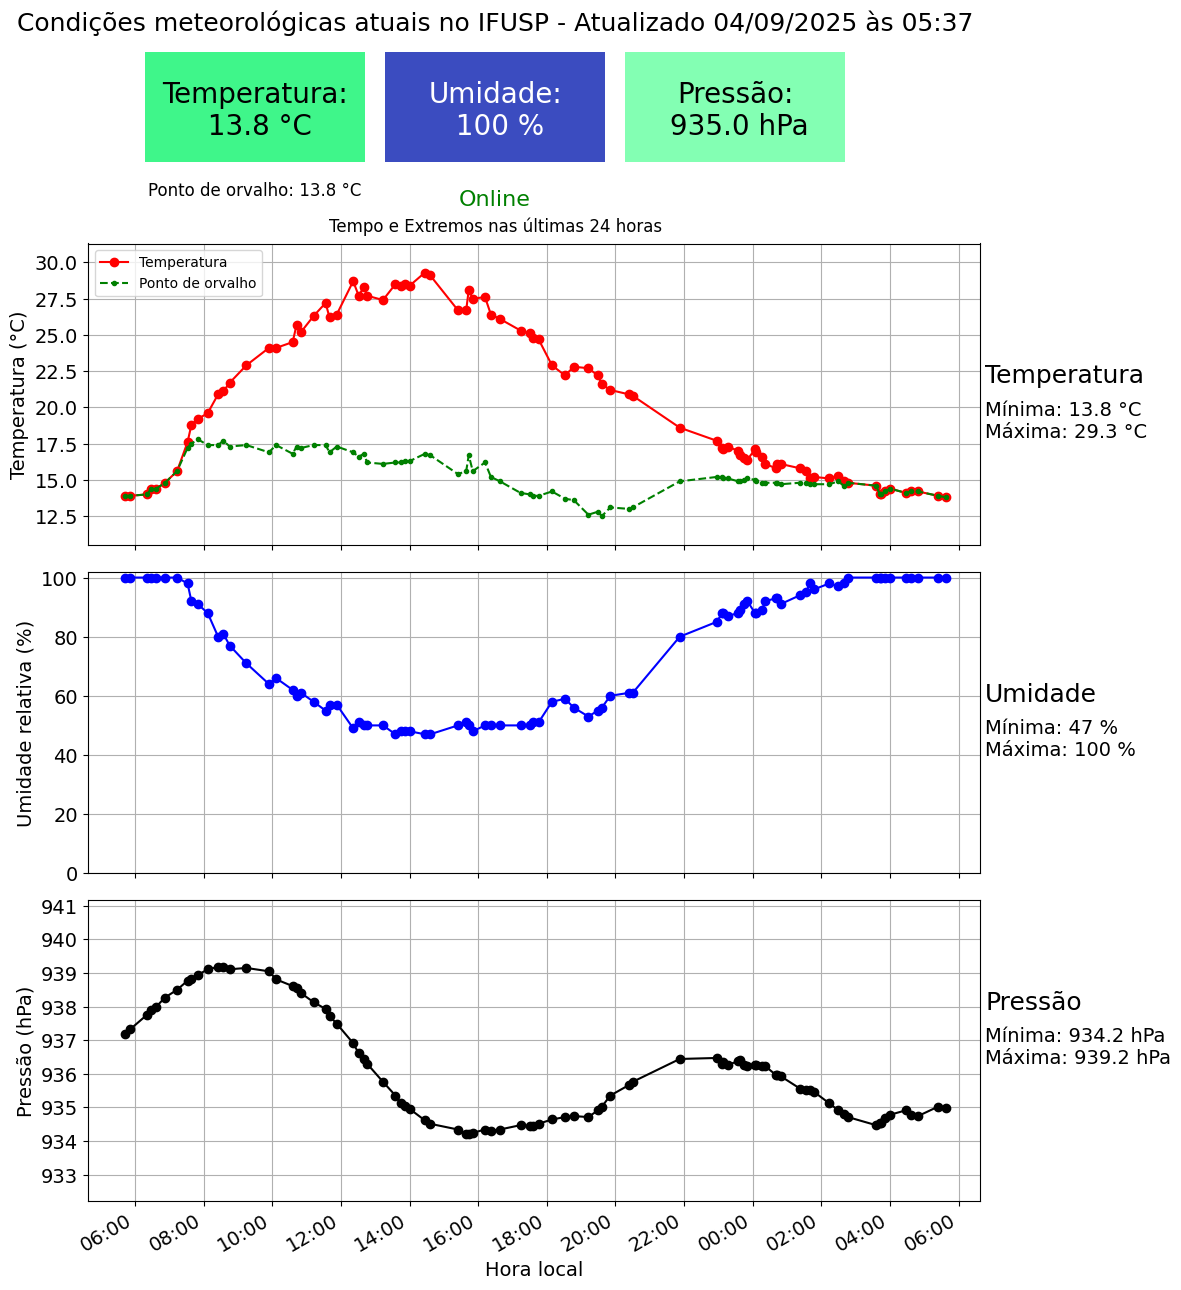 Condições meteorológicas atuais no IFUSP - Atualizado 04/09/2025 às 05:37
Temperatura:
13.8 °C
Umidade:
100 %
Pressão:
935.0 hPa
Ponto de orvalho: 13.8 °C
Online
Tempo e Extremos nas últimas 24 horas
Temperatura
Ponto de orvalho
Temperatura (°C)
30.0
27.5
25.0
22.5
20.0
17.5
15.0
12.5
Temperatura
Mínima: 13.8 °C
Máxima: 29.3 °C
Umidade relativa (%)
100
80
60
40
20
0
Umidade
Mínima: 47 %
Máxima: 100 %
Pressão (hPa)
941
940
939
938
937
936
935
934
933
Pressão
Mínima: 934.2 hPa
Máxima: 939.2 hPa
06:00 08:00 10:00 12:00 14:00 16:00 18:00 20:00 22:00 00:00 02:00 04:00 06:00
Hora local